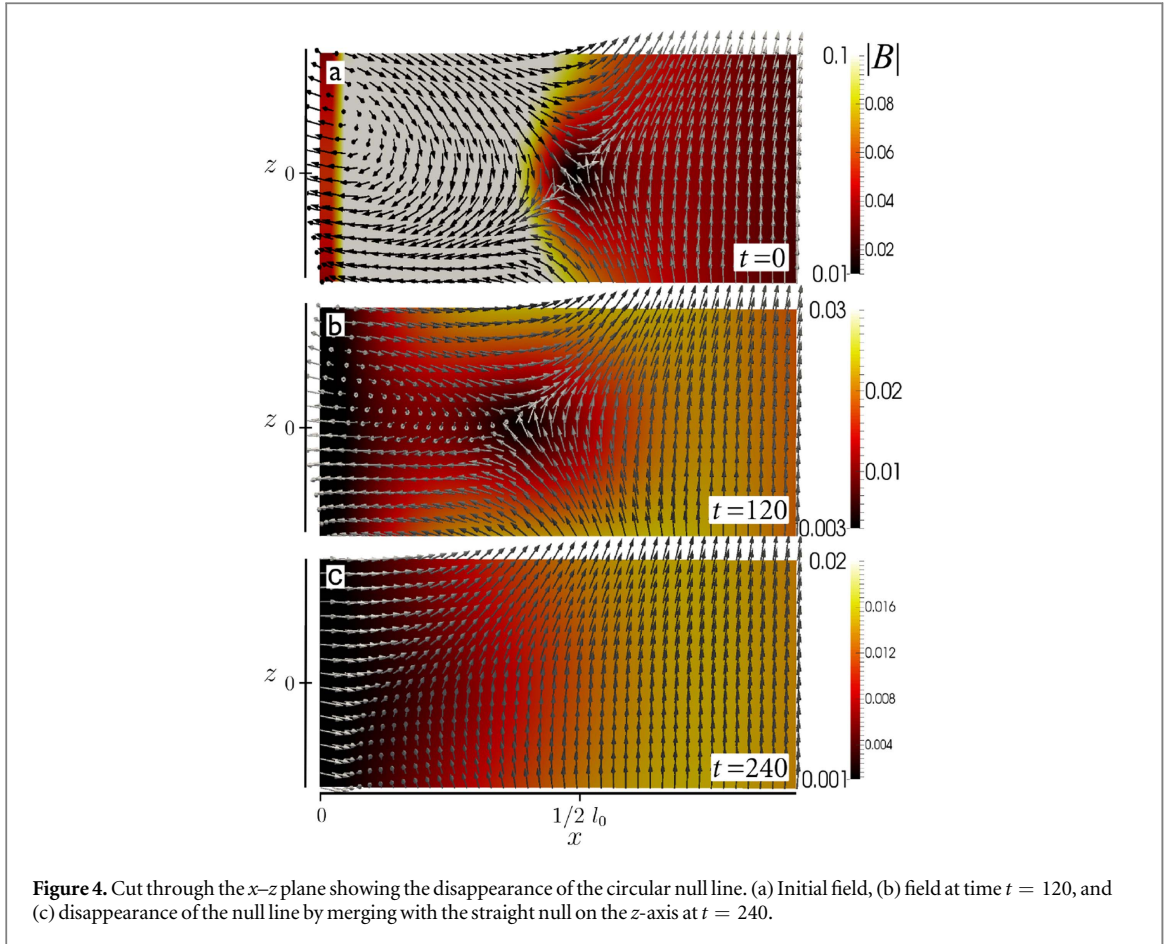 a
z 0
t=0
0.1
|B|
0.08
0.06
0.04
0.02
0.01
b
z 0
t=120
0.03
0.02
0.01
0.003
c
z 0
t=240
0.02
0.016
0.012
0.008
0.004
0.001
0 1/2 l₀
x
Figure 4. Cut through the x–z plane showing the disappearance of the circular null line. (a) Initial field, (b) field at time t = 120, and
(c) disappearance of the null line by merging with the straight null on the z-axis at t = 240.